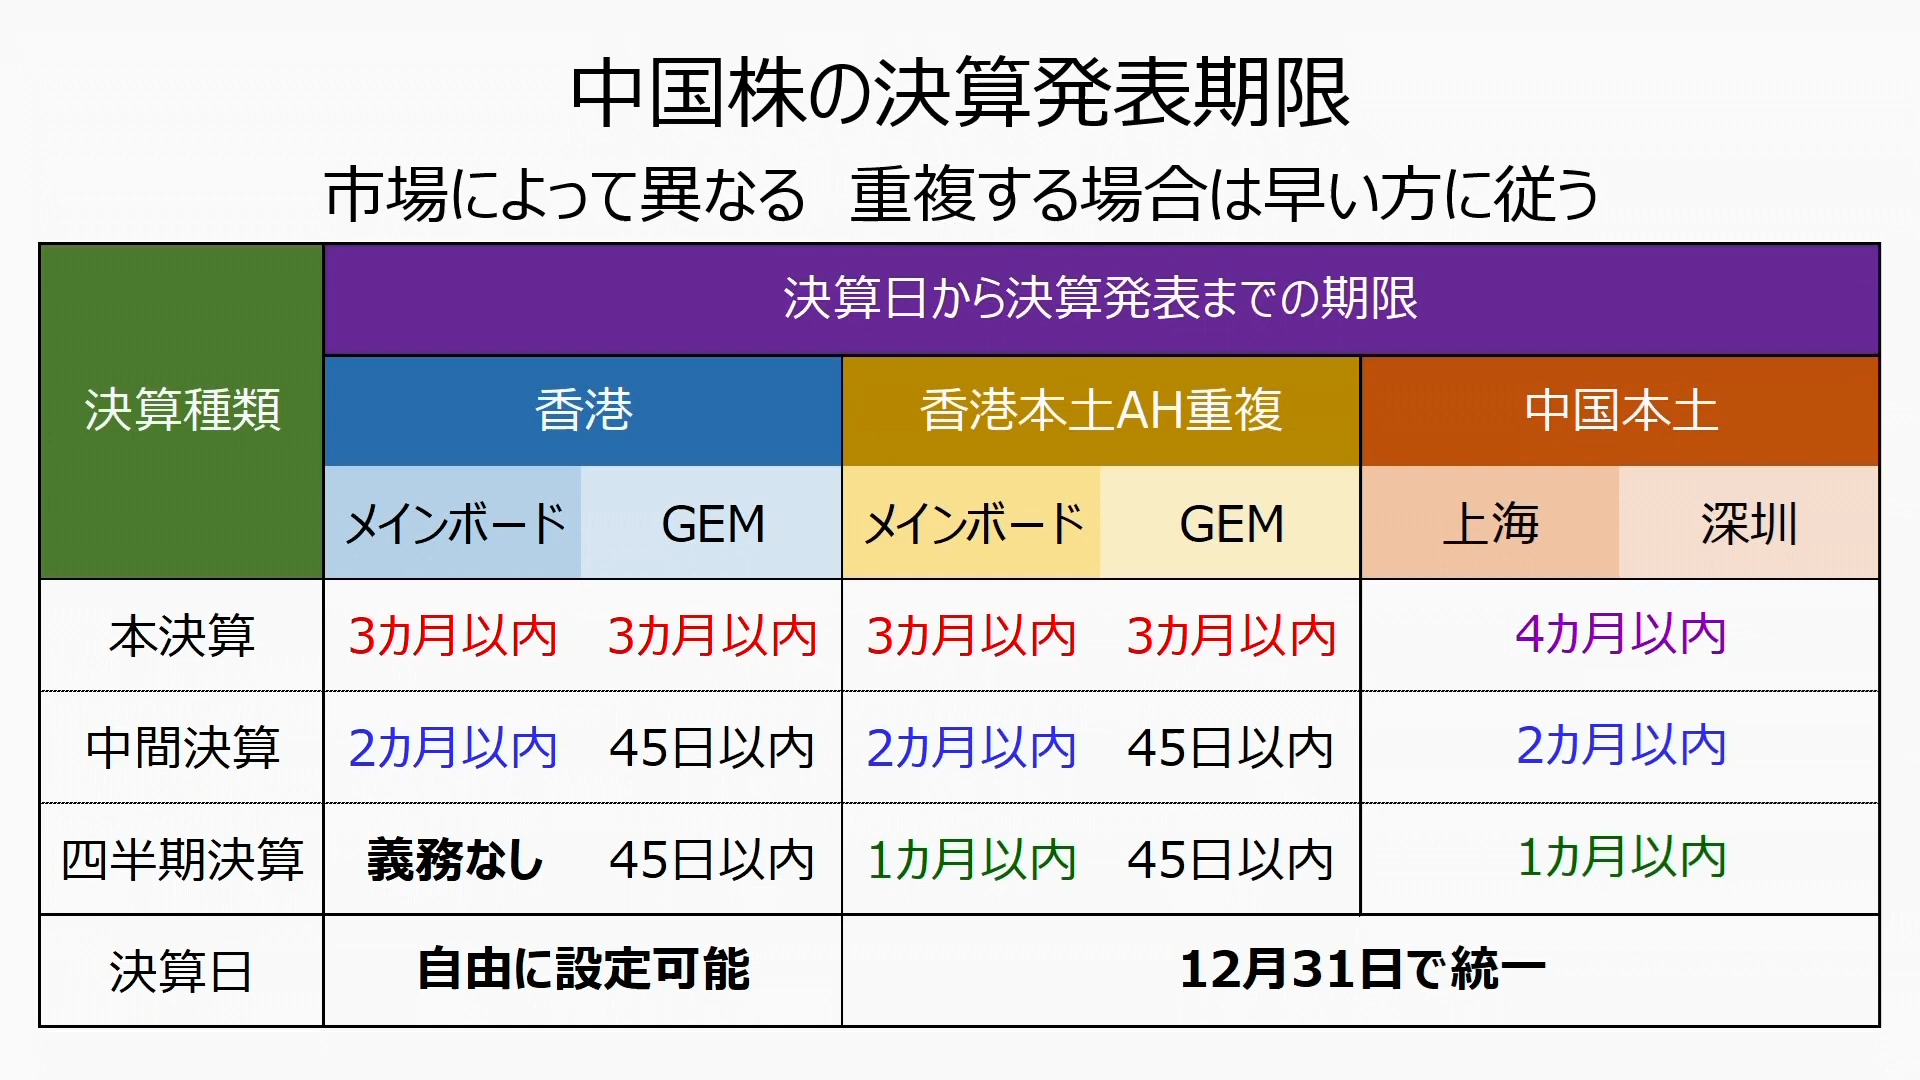 中国株の決算発表期限
市場によって異なる　重複する場合は早い方に従う
決算種類
決算日から決算発表までの期限
香港 香港本土AH重複 中国本土
メインボード GEM メインボード GEM 上海 深圳
本決算 3カ月以内 3カ月以内 3カ月以内 3カ月以内 4カ月以内
中間決算 2カ月以内 45日以内 2カ月以内 45日以内 2カ月以内
四半期決算 義務なし 45日以内 1カ月以内 45日以内 1カ月以内
決算日 自由に設定可能 12月31日で統一